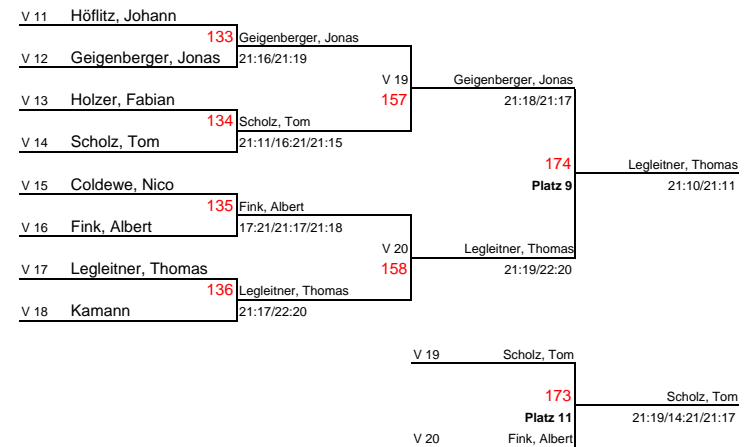 V 11 Höflitz, Johann
133 Geigenberger, Jonas
V 12 Geigenberger, Jonas 21:16/21:19
V 19 Geigenberger, Jonas
V 13 Holzer, Fabian 157 21:18/21:17
134 Scholz, Tom
V 14 Scholz, Tom 21:11/16:21/21:15
174 Legleitner, Thomas
V 15 Coldewe, Nico Platz 9 21:10/21:11
135 Fink, Albert
V 16 Fink, Albert 17:21/21:17/21:18
V 20 Legleitner, Thomas
V 17 Legleitner, Thomas 158 21:19/22:20
136 Legleitner, Thomas
V 18 Kamann 21:17/22:20
V 19 Scholz, Tom
173 Scholz, Tom
Platz 11 21:19/14:21/21:17
V 20 Fink, Albert